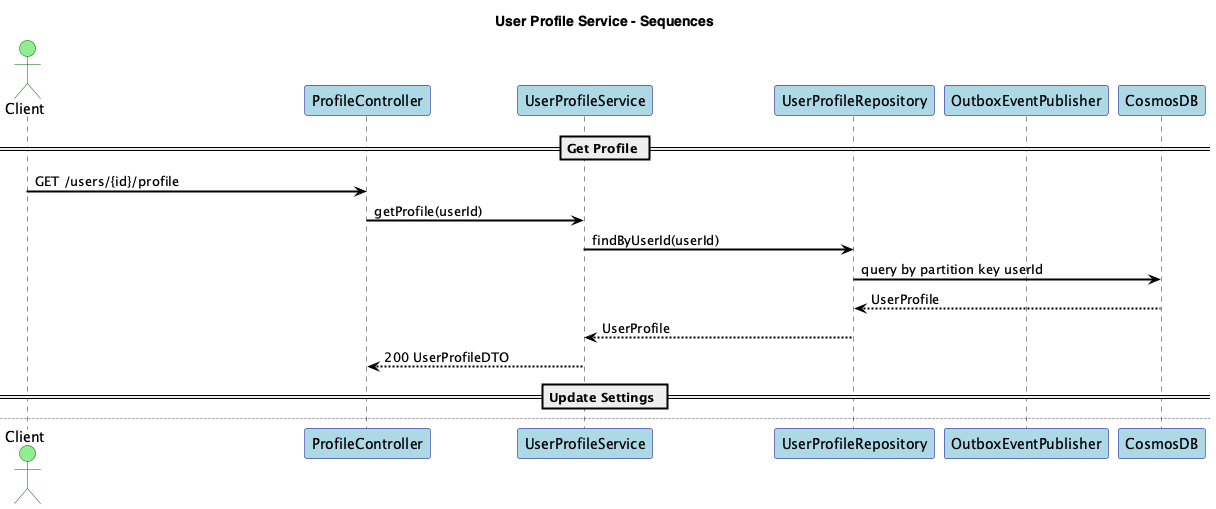 User Profile Service - Sequences
Client
ProfileController
UserProfileService
UserProfileRepository
OutboxEventPublisher
CosmosDB
Get Profile
GET /users/{id}/profile
getProfile(userId)
findByUserId(userId)
query by partition key userId
UserProfile
UserProfile
200 UserProfileDTO
Update Settings
Client
ProfileController
UserProfileService
UserProfileRepository
OutboxEventPublisher
CosmosDB